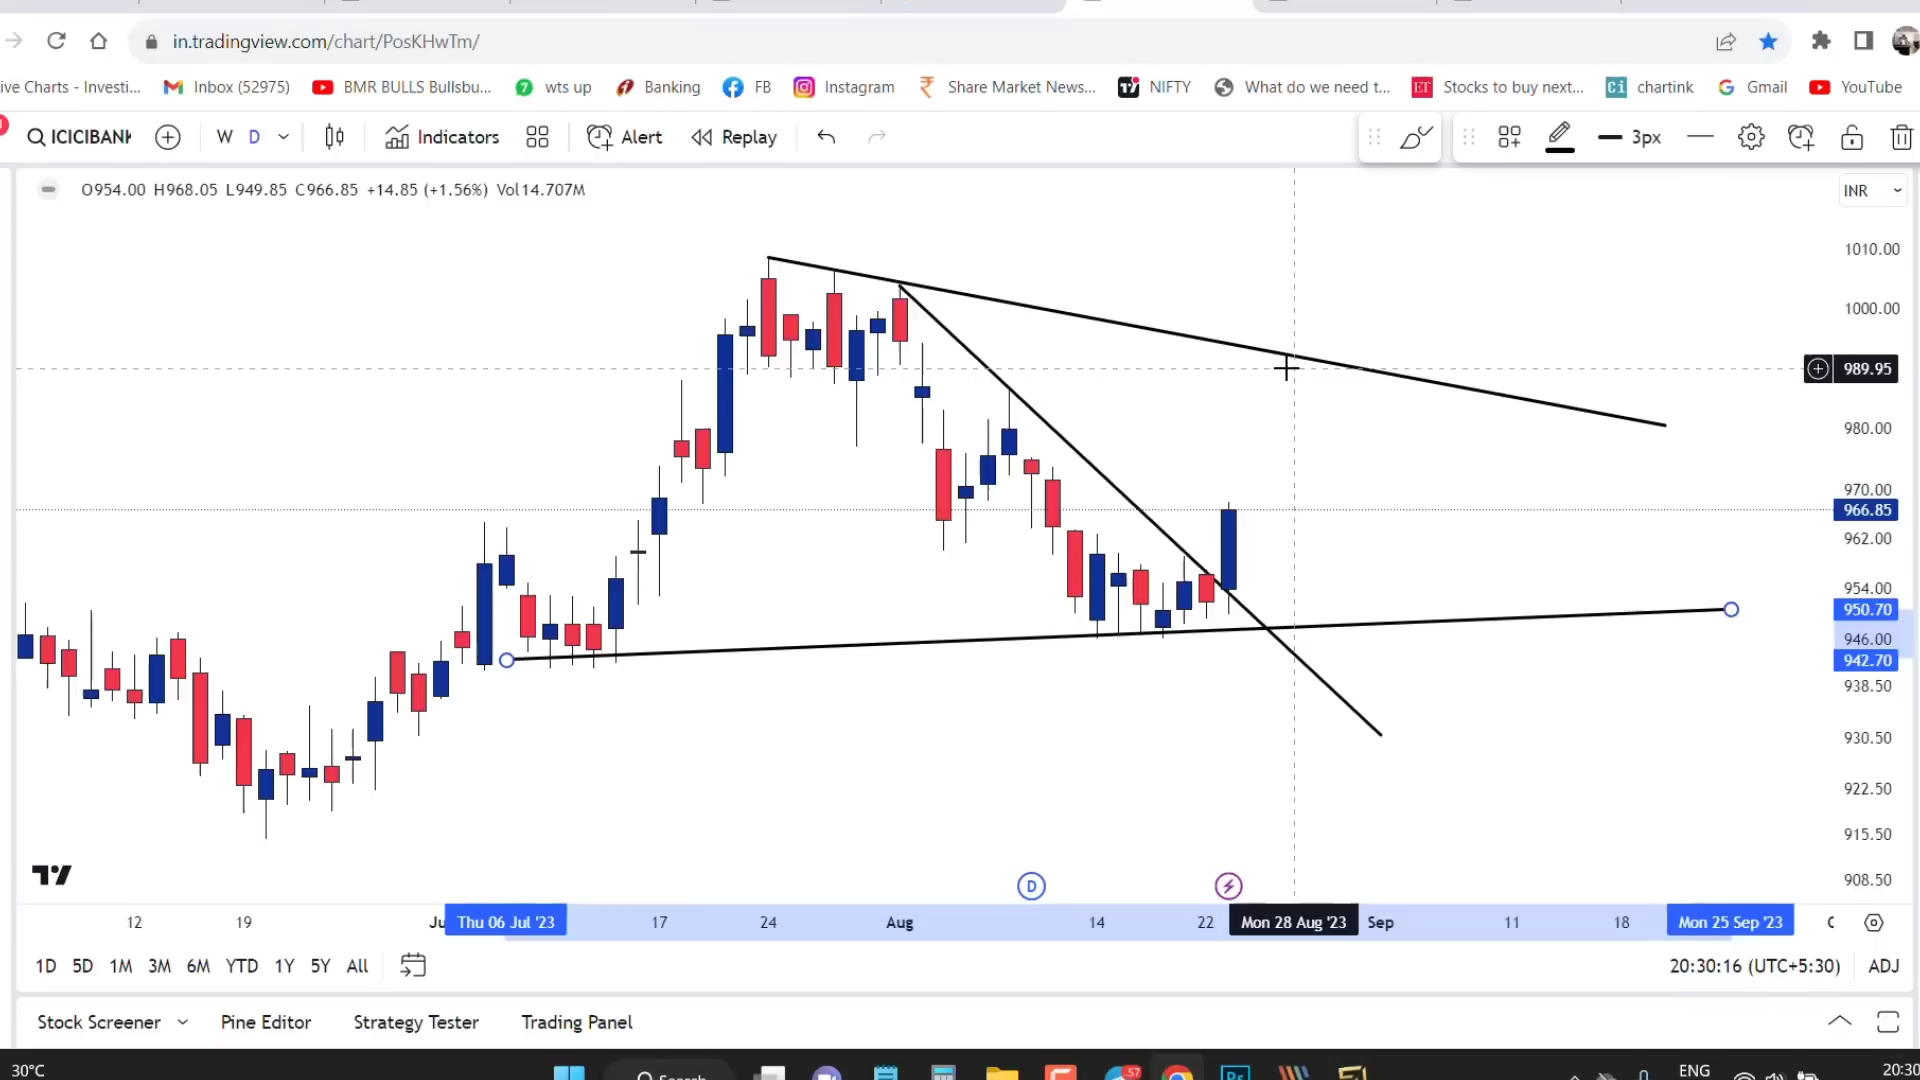 in.tradingview.com/chart/PosKHwTm/
ive Charts - Investi... Inbox (52975) BMR BULLS Bullsbu... 7 wts up Banking FB Instagram ₹ Share Market News... NIFTY What do we need t... ET Stocks to buy next... Ci chartink Gmail YouTube
ICICIBANK W D Indicators Alert Replay 3px
O954.00 H968.05 L949.85 C966.85 +14.85 (+1.56%) Vol14.707M
INR
1010.00
1000.00
989.95
980.00
970.00
966.85
962.00
954.00
950.70
946.00
942.70
938.50
930.50
922.50
915.50
908.50
D
12 19 Ju Thu 06 Jul '23 17 24 Aug 14 22 Mon 28 Aug '23 Sep 11 18 Mon 25 Sep '23
1D 5D 1M 3M 6M YTD 1Y 5Y All 20:30:16 (UTC+5:30) ADJ
Stock Screener Pine Editor Strategy Tester Trading Panel
30°C Search 57 Ps ENG 20:30